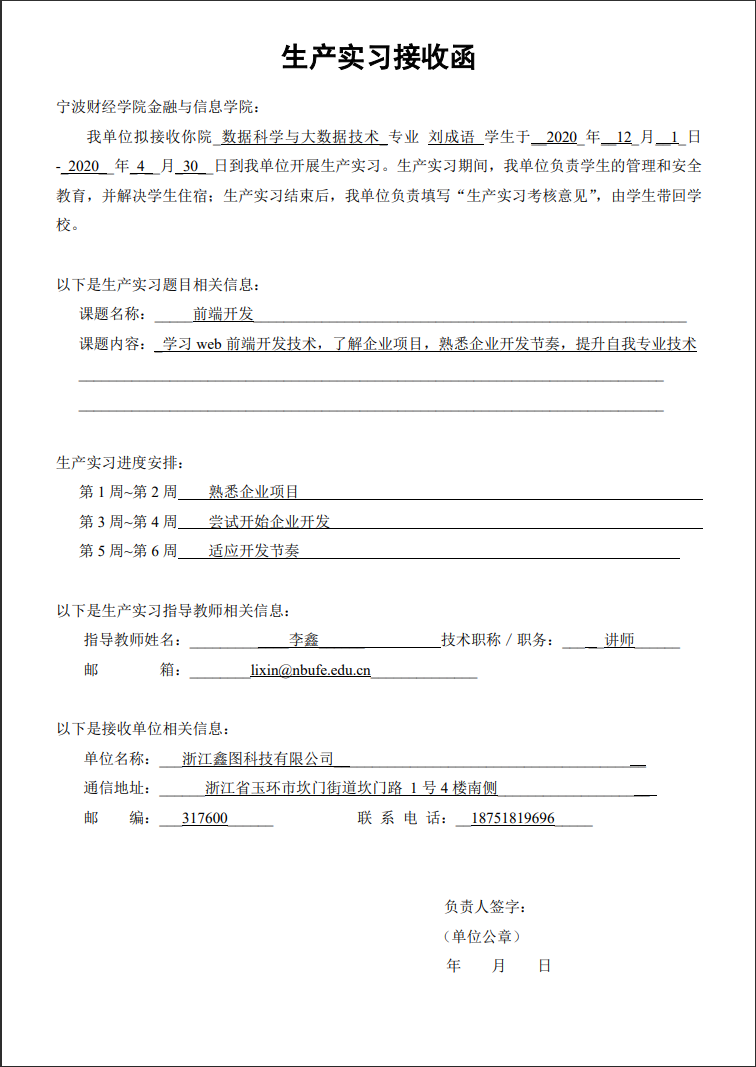 生产实习接收函
宁波财经学院金融与信息学院：
我单位拟接收你院 数据科学与大数据技术 专业 刘成语 学生于 2020 年 12 月 1 日
- 2020 年 4 月 30 日到我单位开展生产实习。生产实习期间，我单位负责学生的管理和安全
教育，并解决学生住宿；生产实习结束后，我单位负责填写“生产实习考核意见”，由学生带回学
校。
以下是生产实习题目相关信息：
课题名称： 前端开发
课题内容： 学习 web 前端开发技术，了解企业项目，熟悉企业开发节奏，提升自我专业技术
生产实习进度安排：
第 1 周~第 2 周 熟悉企业项目
第 3 周~第 4 周 尝试开始企业开发
第 5 周~第 6 周 适应开发节奏
以下是生产实习指导教师相关信息：
指导教师姓名： 李鑫 技术职称／职务： 讲师
邮 箱： lixin@nbufe.edu.cn
以下是接收单位相关信息：
单位名称： 浙江鑫图科技有限公司
通信地址： 浙江省玉环市坎门街道坎门路 1 号 4 楼南侧
邮 编： 317600 联 系 电 话： 18751819696
负责人签字：
（单位公章）
年 月 日